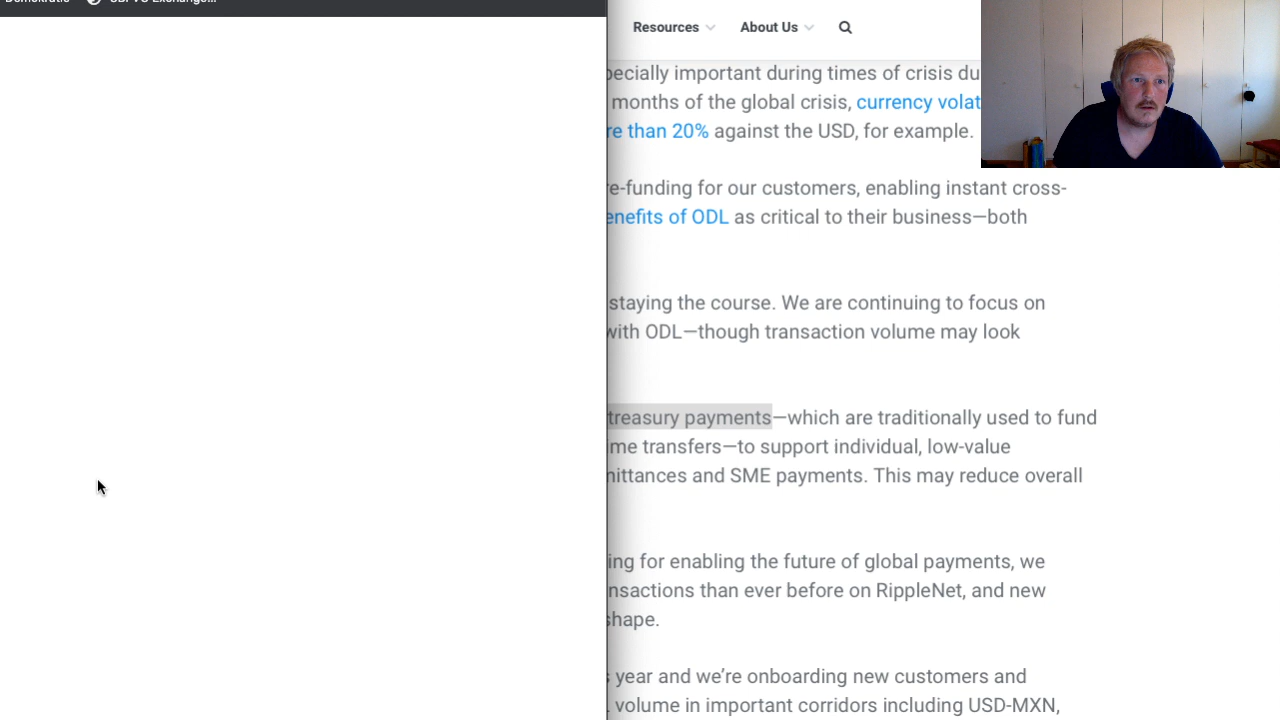 Resources
About Us
pecially important during times of crisis du
months of the global crisis, currency volat
re than 20% against the USD, for example.
re-funding for our customers, enabling instant cross-
enefits of ODL as critical to their business—both
staying the course. We are continuing to focus on
with ODL—though transaction volume may look
treasury payments—which are traditionally used to fund
me transfers—to support individual, low-value
mittances and SME payments. This may reduce overall
ing for enabling the future of global payments, we
nsactions than ever before on RippleNet, and new
shape.
s year and we're onboarding new customers and
volume in important corridors including USD-MXN,